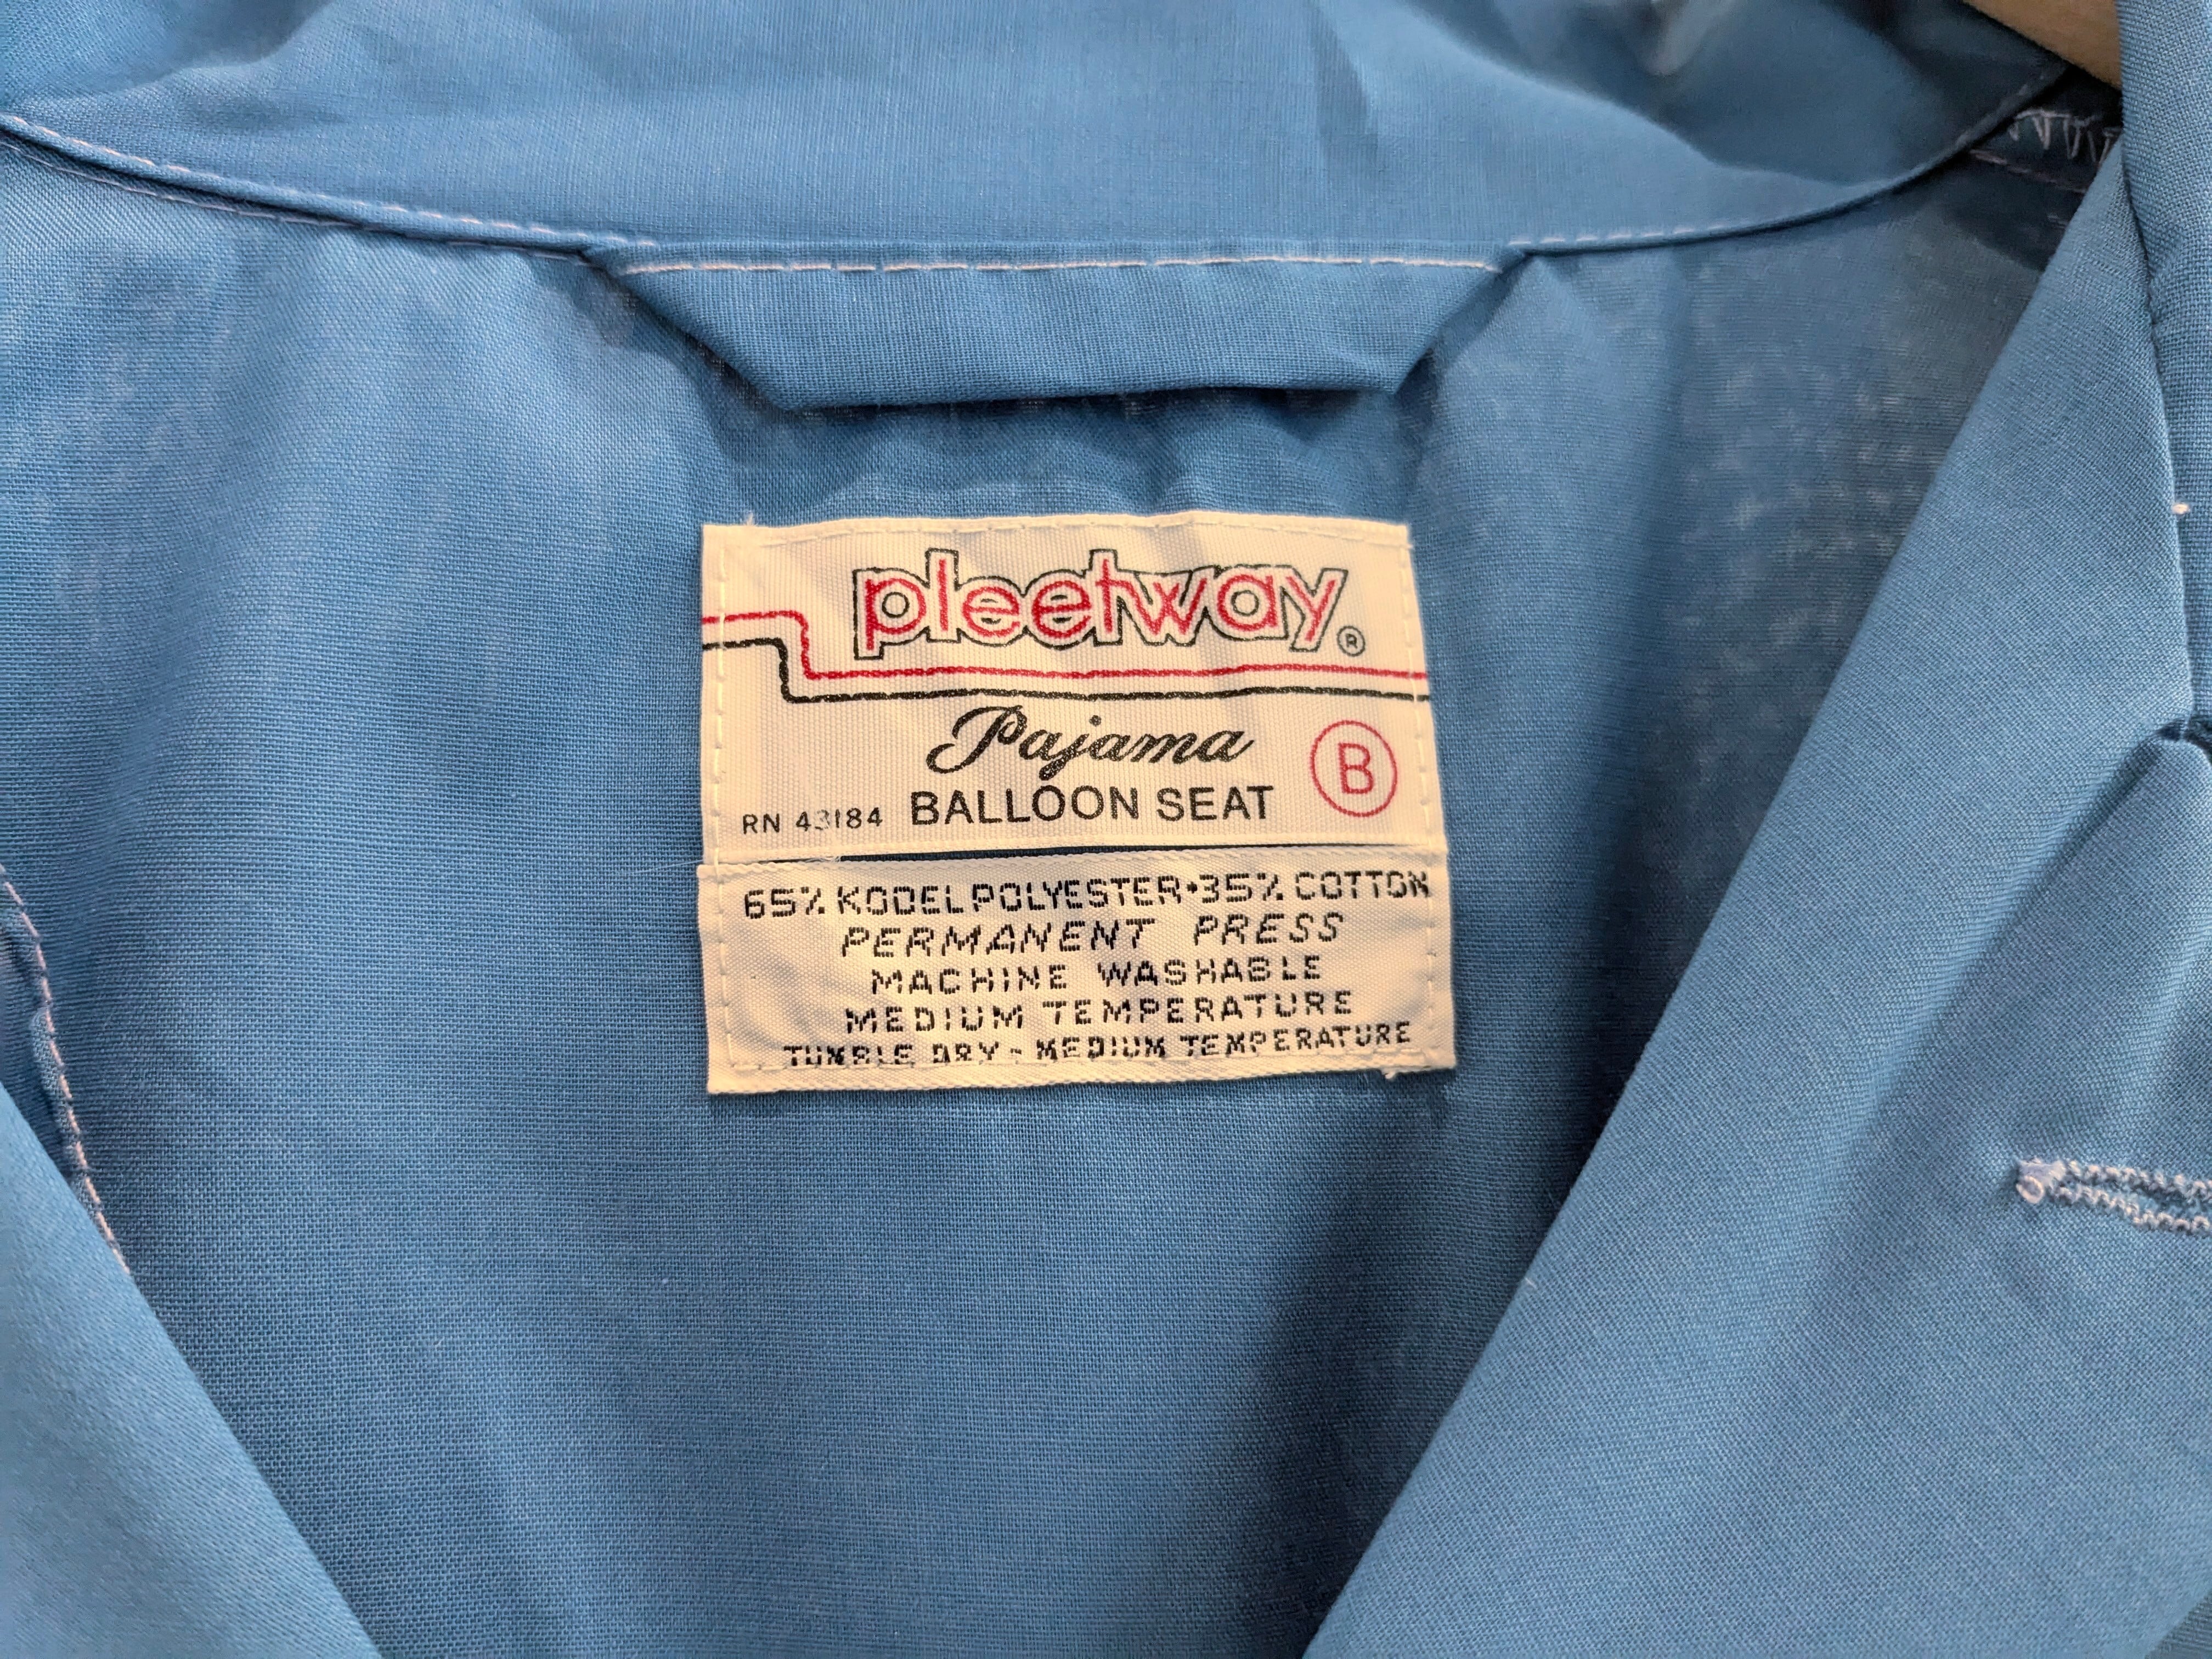 pleetway®
Pajama
B
RN 43184 BALLOON SEAT
65% KODEL POLYESTER•35% COTTON
PERMANENT PRESS
MACHINE WASHABLE
MEDIUM TEMPERATURE
TUMBLE DRY - MEDIUM TEMPERATURE